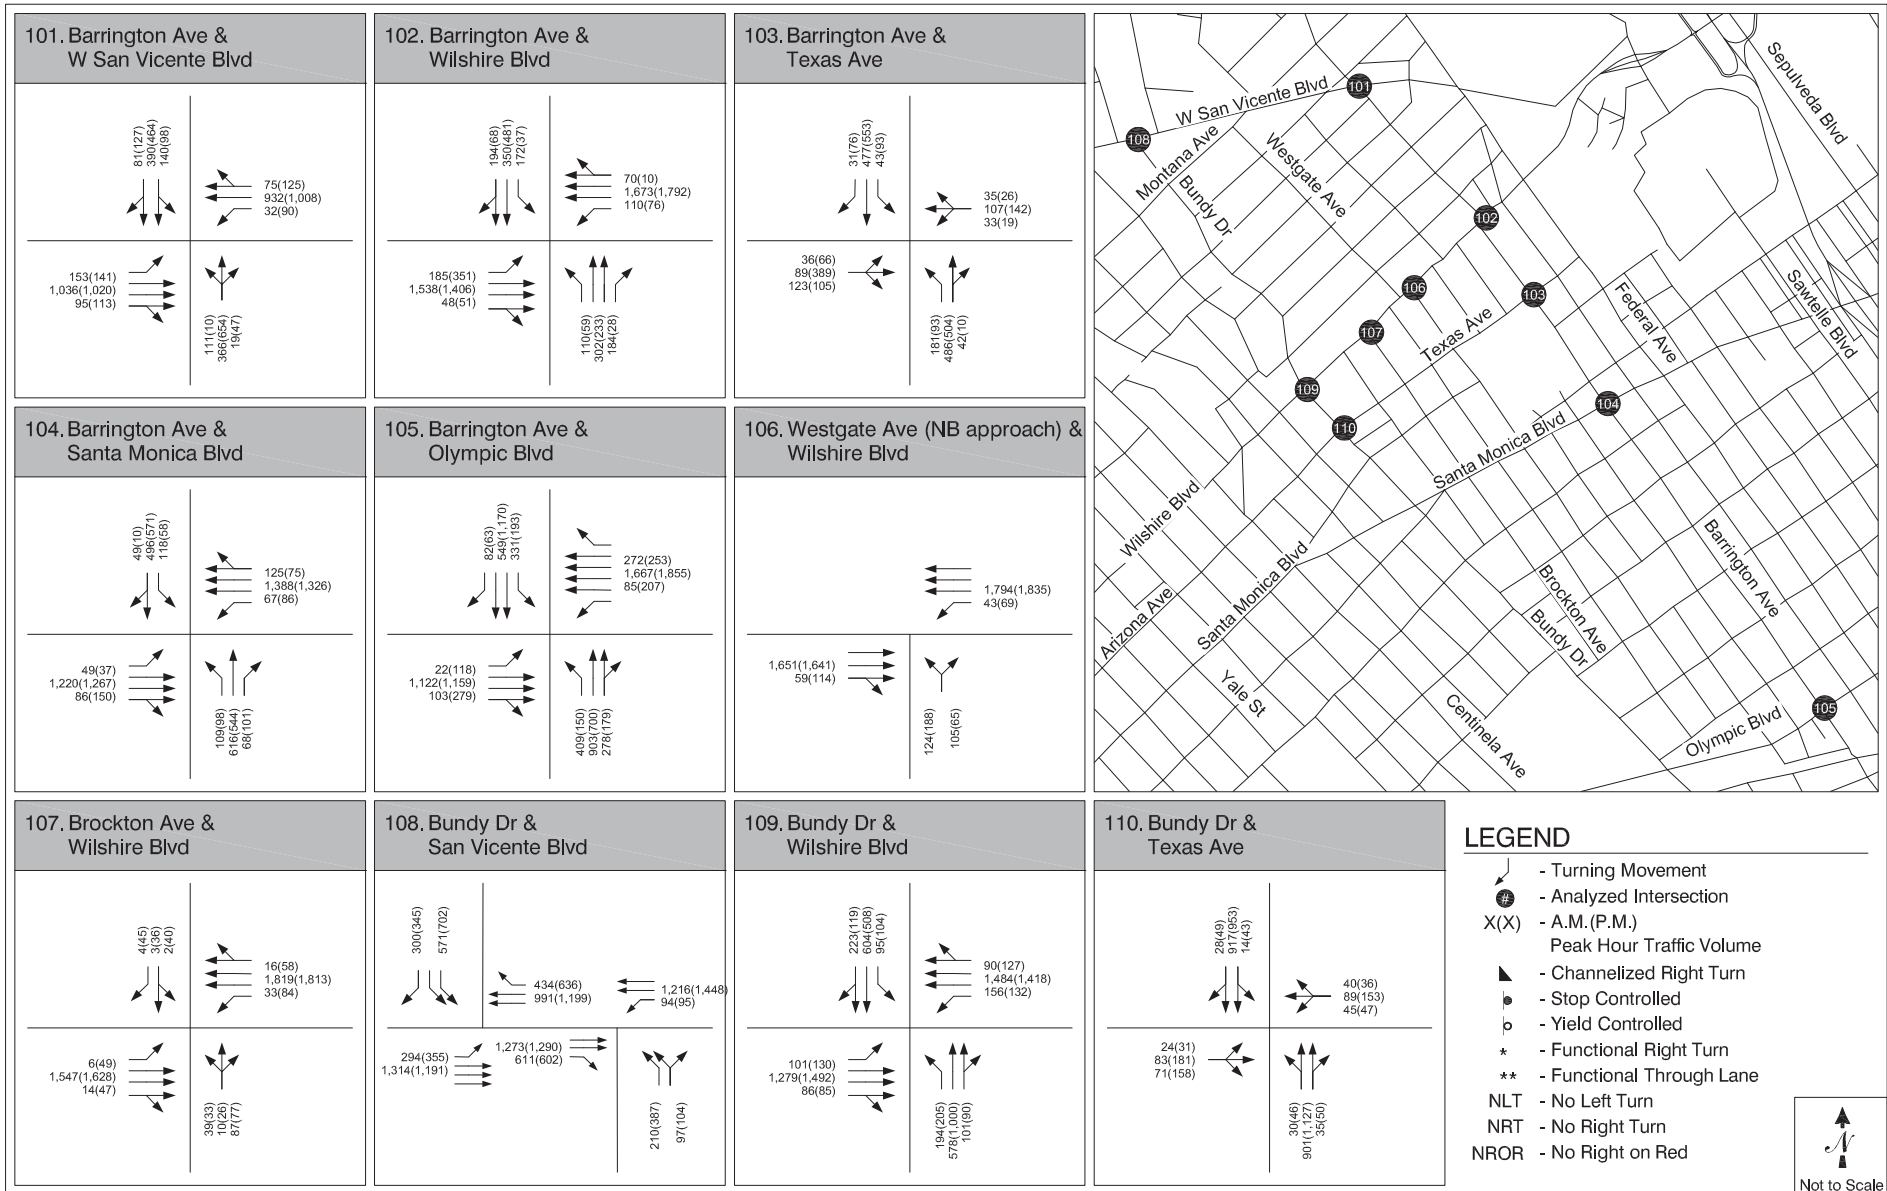 101. Barrington Ave &
W San Vicente Blvd
81(127)
390(464)
140(98)
75(125)
932(1,008)
32(90)
153(141)
1,036(1,020)
95(113)
111(10)
366(654)
19(47)
102. Barrington Ave &
Wilshire Blvd
194(68)
350(481)
172(37)
70(10)
1,673(1,792)
110(76)
185(351)
1,538(1,406)
48(51)
110(59)
302(233)
184(28)
103. Barrington Ave &
Texas Ave
31(76)
477(553)
43(93)
35(26)
107(142)
33(19)
36(66)
89(389)
123(105)
181(93)
486(504)
42(10)
104. Barrington Ave &
Santa Monica Blvd
49(10)
496(571)
118(58)
125(75)
1,388(1,326)
67(86)
49(37)
1,220(1,267)
86(150)
109(98)
616(544)
68(101)
105. Barrington Ave &
Olympic Blvd
82(63)
549(1,170)
331(193)
272(253)
1,667(1,855)
85(207)
22(118)
1,122(1,159)
103(279)
409(150)
903(700)
278(179)
106. Westgate Ave (NB approach) &
Wilshire Blvd
1,794(1,835)
43(69)
1,651(1,641)
59(114)
124(188)
105(65)
107. Brockton Ave &
Wilshire Blvd
4(45)
3(36)
2(40)
16(58)
1,819(1,813)
33(84)
6(49)
1,547(1,628)
14(47)
39(33)
10(26)
87(77)
108. Bundy Dr &
San Vicente Blvd
300(345)
571(702)
434(636)
991(1,199)
1,216(1,448)
94(95)
294(355)
1,314(1,191)
1,273(1,290)
611(602)
210(387)
97(104)
109. Bundy Dr &
Wilshire Blvd
223(119)
604(508)
95(104)
90(127)
1,484(1,418)
156(132)
101(130)
1,279(1,492)
86(85)
194(205)
578(1,000)
101(90)
110. Bundy Dr &
Texas Ave
28(49)
917(953)
14(43)
40(36)
89(153)
45(47)
24(31)
83(181)
71(158)
30(46)
901(1,127)
35(50)
Sepulveda Blvd
101
W San Vicente Blvd
108
Montana Ave
Westgate Ave
Bundy Dr
102
106
103
107
Texas Ave
Federal Ave
Sawtelle Blvd
109
110
104
Santa Monica Blvd
Wilshire Blvd
Barrington Ave
Brockton Ave
Santa Monica Blvd
Arizona Ave
Bundy Dr
Yale St
Centinela Ave
Olympic Blvd
105
LEGEND
- Turning Movement
# - Analyzed Intersection
X(X) - A.M.(P.M.)
Peak Hour Traffic Volume
- Channelized Right Turn
- Stop Controlled
- Yield Controlled
* - Functional Right Turn
** - Functional Through Lane
NLT - No Left Turn
NRT - No Right Turn
NROR - No Right on Red
N
Not to Scale